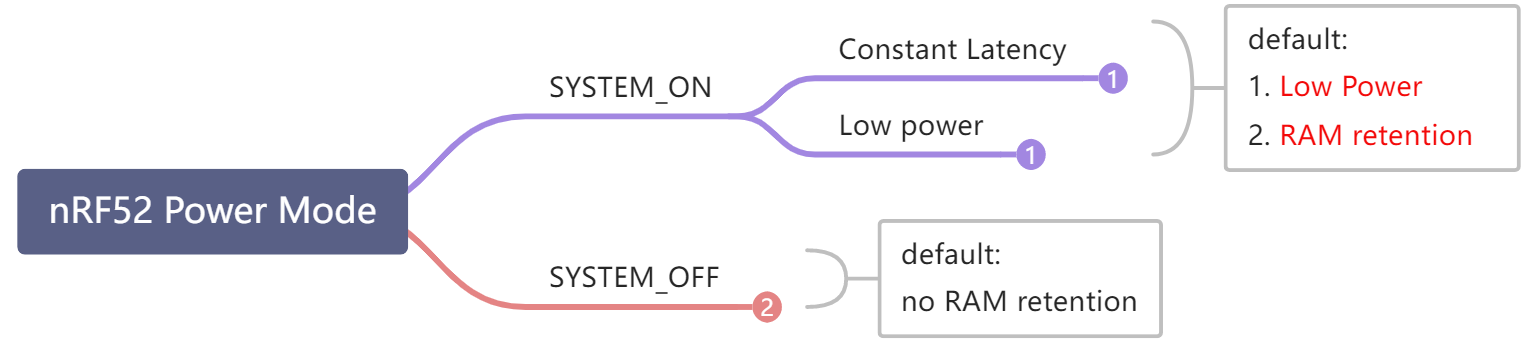 nRF52 Power Mode
SYSTEM_ON
Constant Latency
1
Low power
1
default:
1. Low Power
2. RAM retention
SYSTEM_OFF
2
default:
no RAM retention